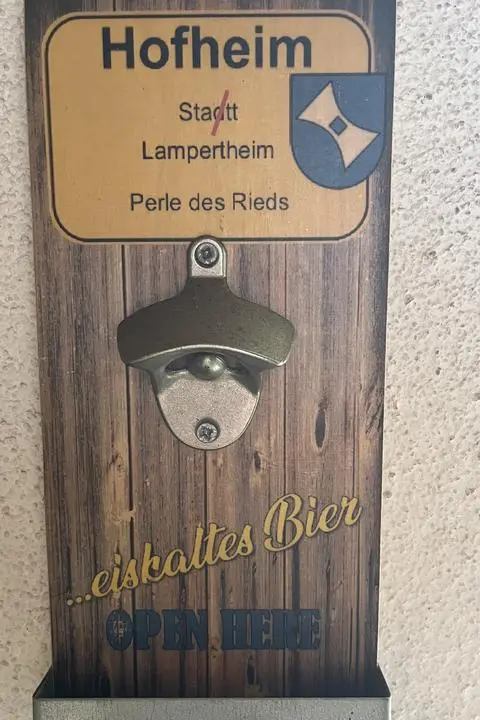 Hofheim
Stadtt
Lampertheim
Perle des Rieds
...eiskaltes Bier
OPEN HERE